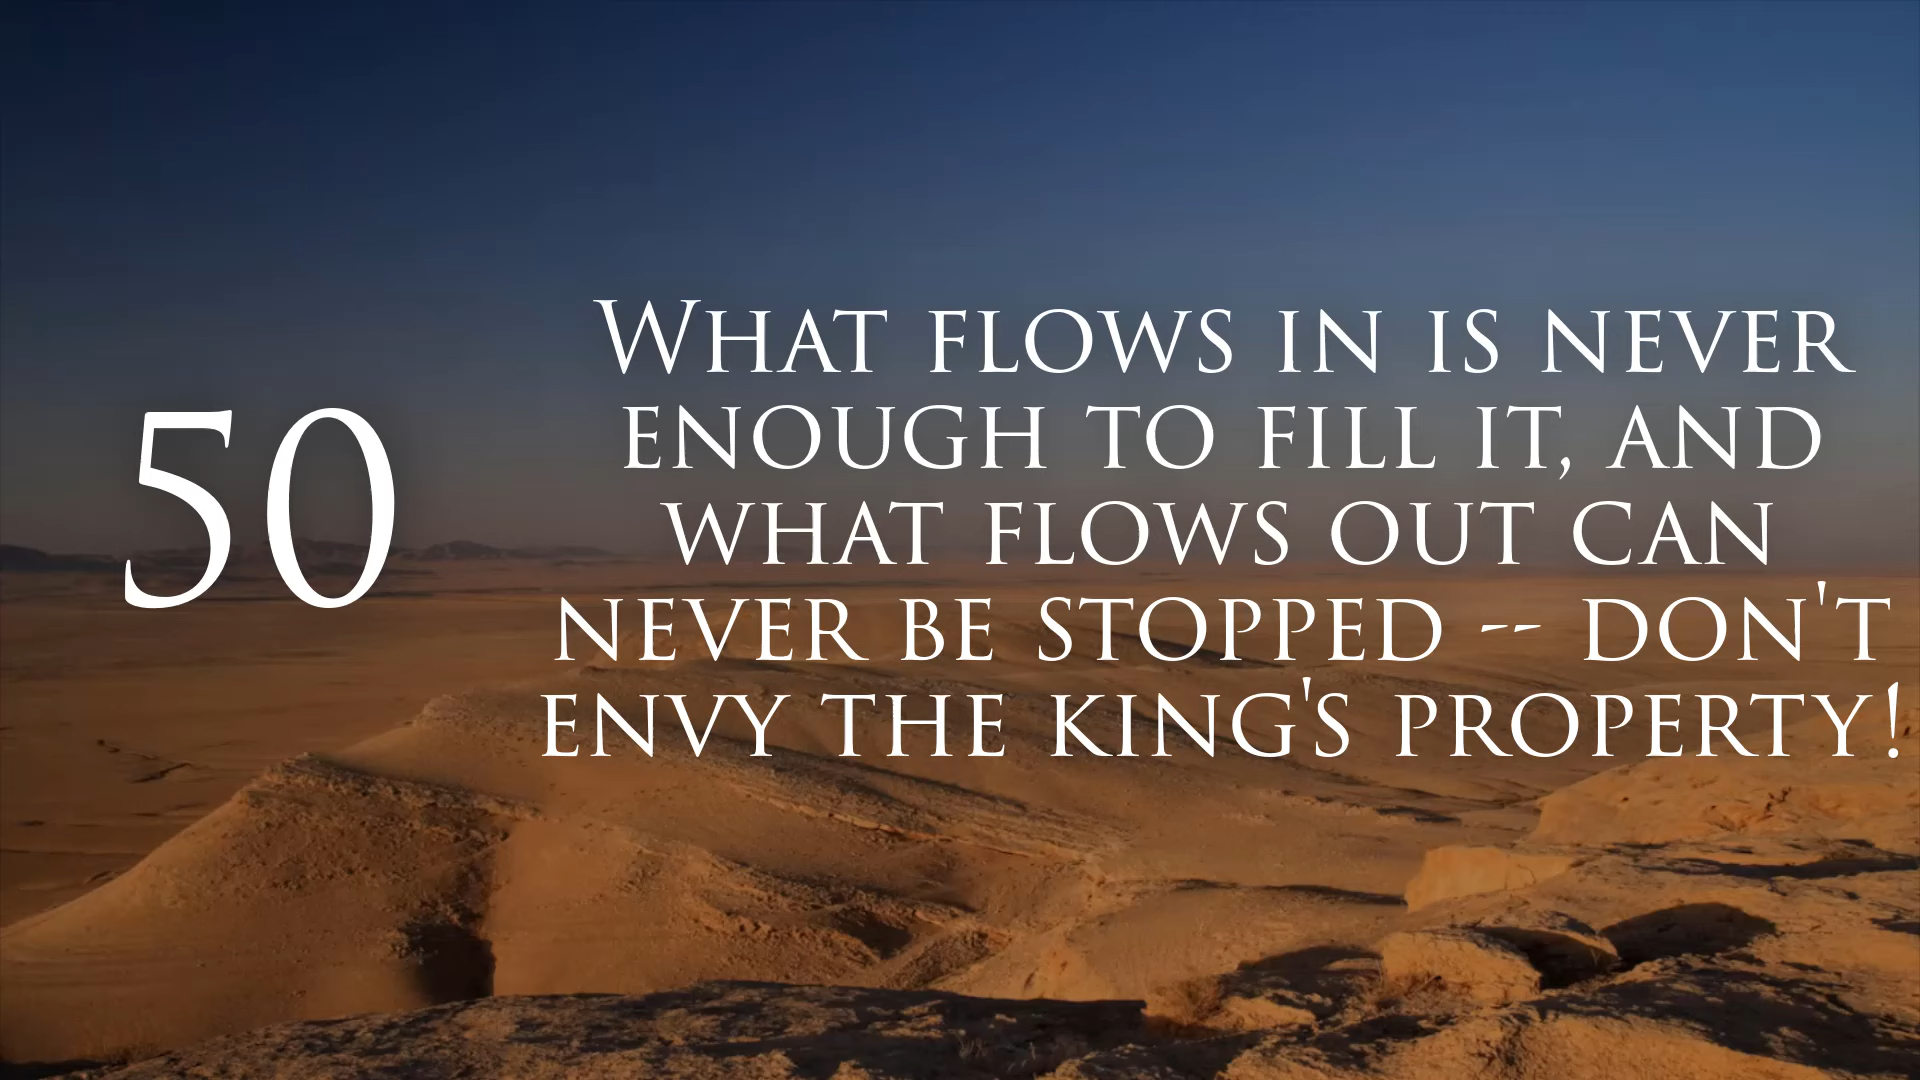 50
What flows in is never
enough to fill it, and
what flows out can
never be stopped -- don't
envy the king's property!